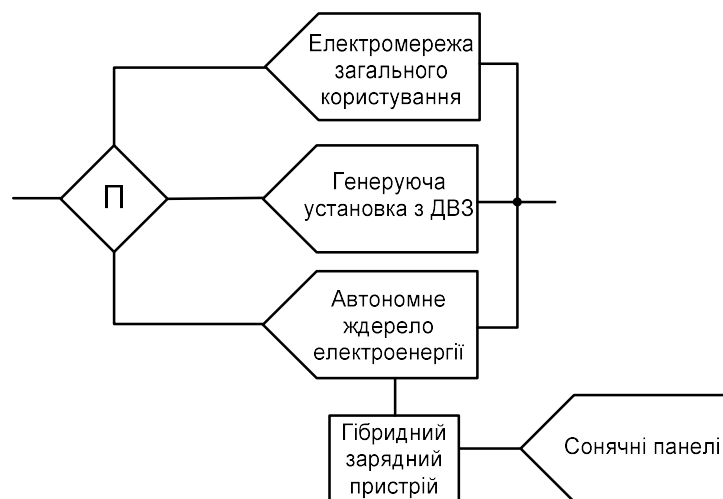 Електромережа
загального
користування
П
Генеруюча
установка з ДВЗ
Автономне
ждерело
електроенергії
Гібридний
зарядний
пристрій
Сонячні панелі